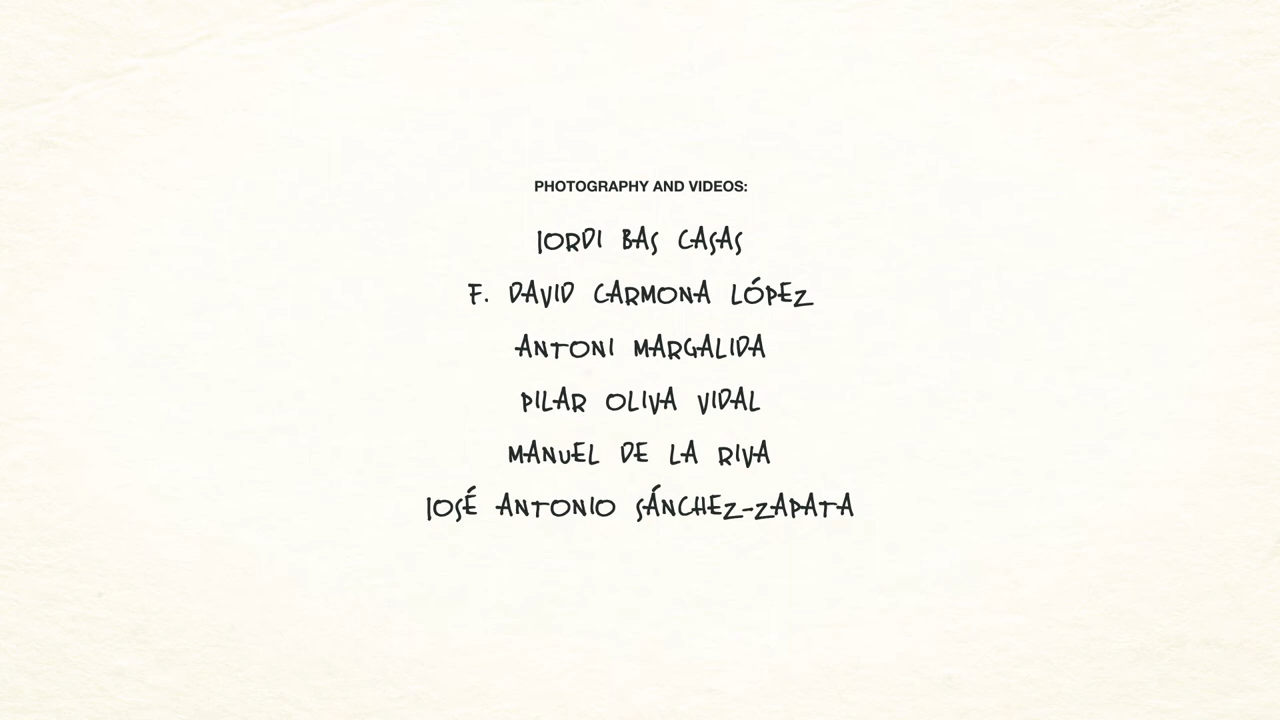 PHOTOGRAPHY AND VIDEOS:
JORDI BAS CASAS
F. DAVID CARMONA LÓPEZ
ANTONI MARGALIDA
PILAR OLIVA VIDAL
MANUEL DE LA RIVA
JOSÉ ANTONIO SÁNCHEZ-ZAPATA